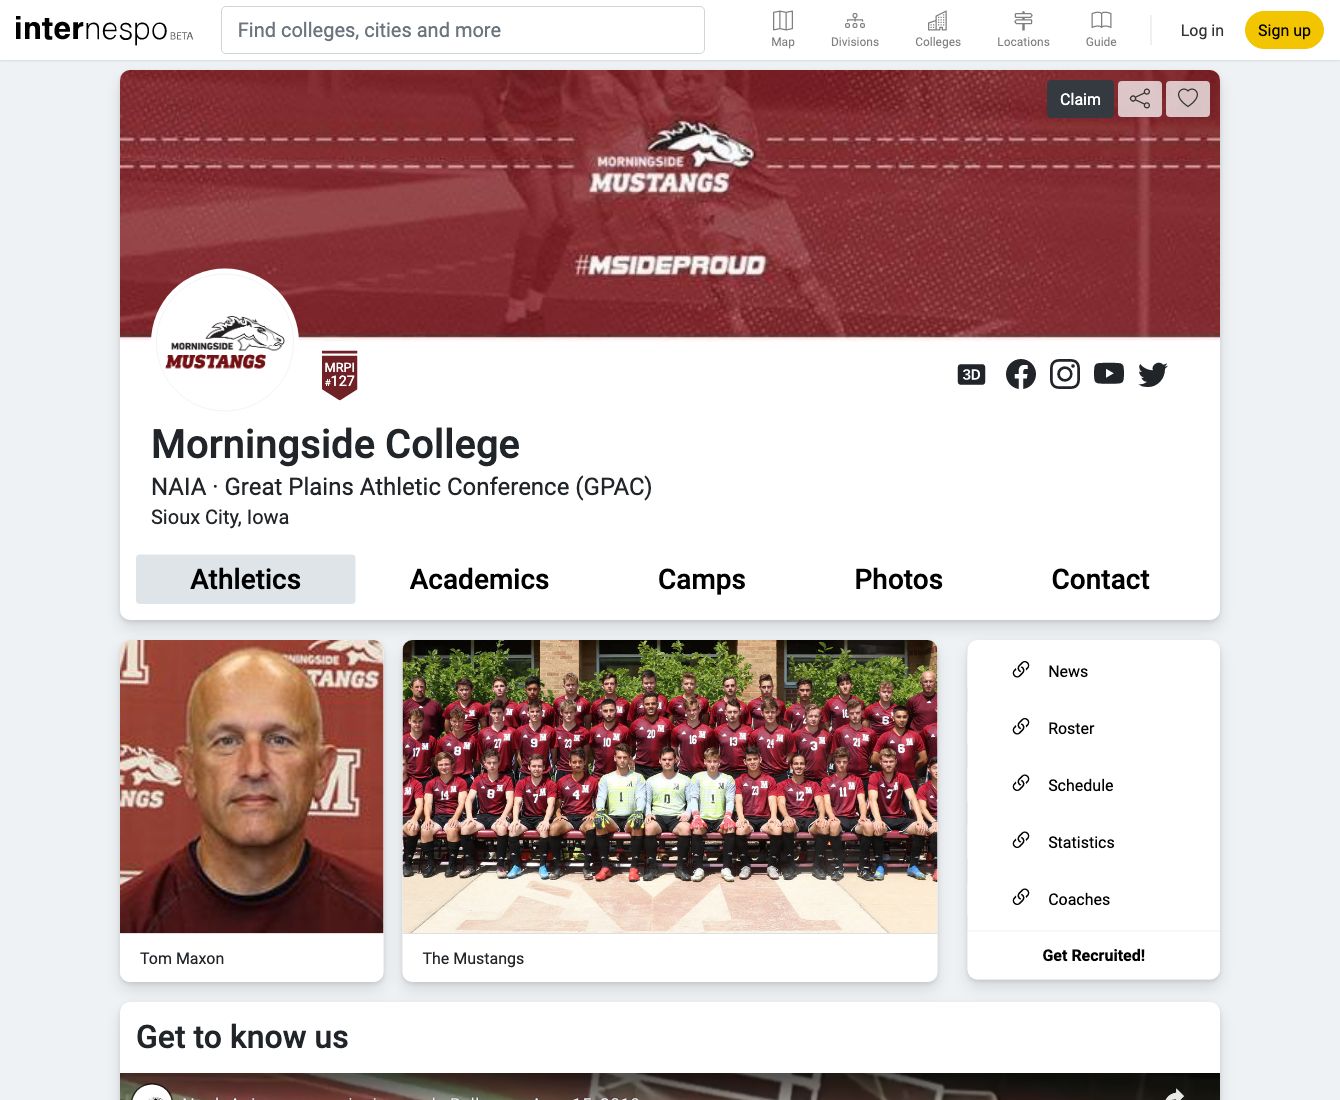 internespo BETA
Find colleges, cities and more
Map
Divisions
Colleges
Locations
Guide
Log in
Sign up
Claim
MORNINGSIDE
MUSTANGS
#MSIDEPROUD
MORNINGSIDE
MUSTANGS
MRPI
#127
3D
Morningside College
NAIA · Great Plains Athletic Conference (GPAC)
Sioux City, Iowa
Athletics
Academics
Camps
Photos
Contact
News
Roster
Schedule
Statistics
Coaches
Get Recruited!
Tom Maxon
The Mustangs
Get to know us